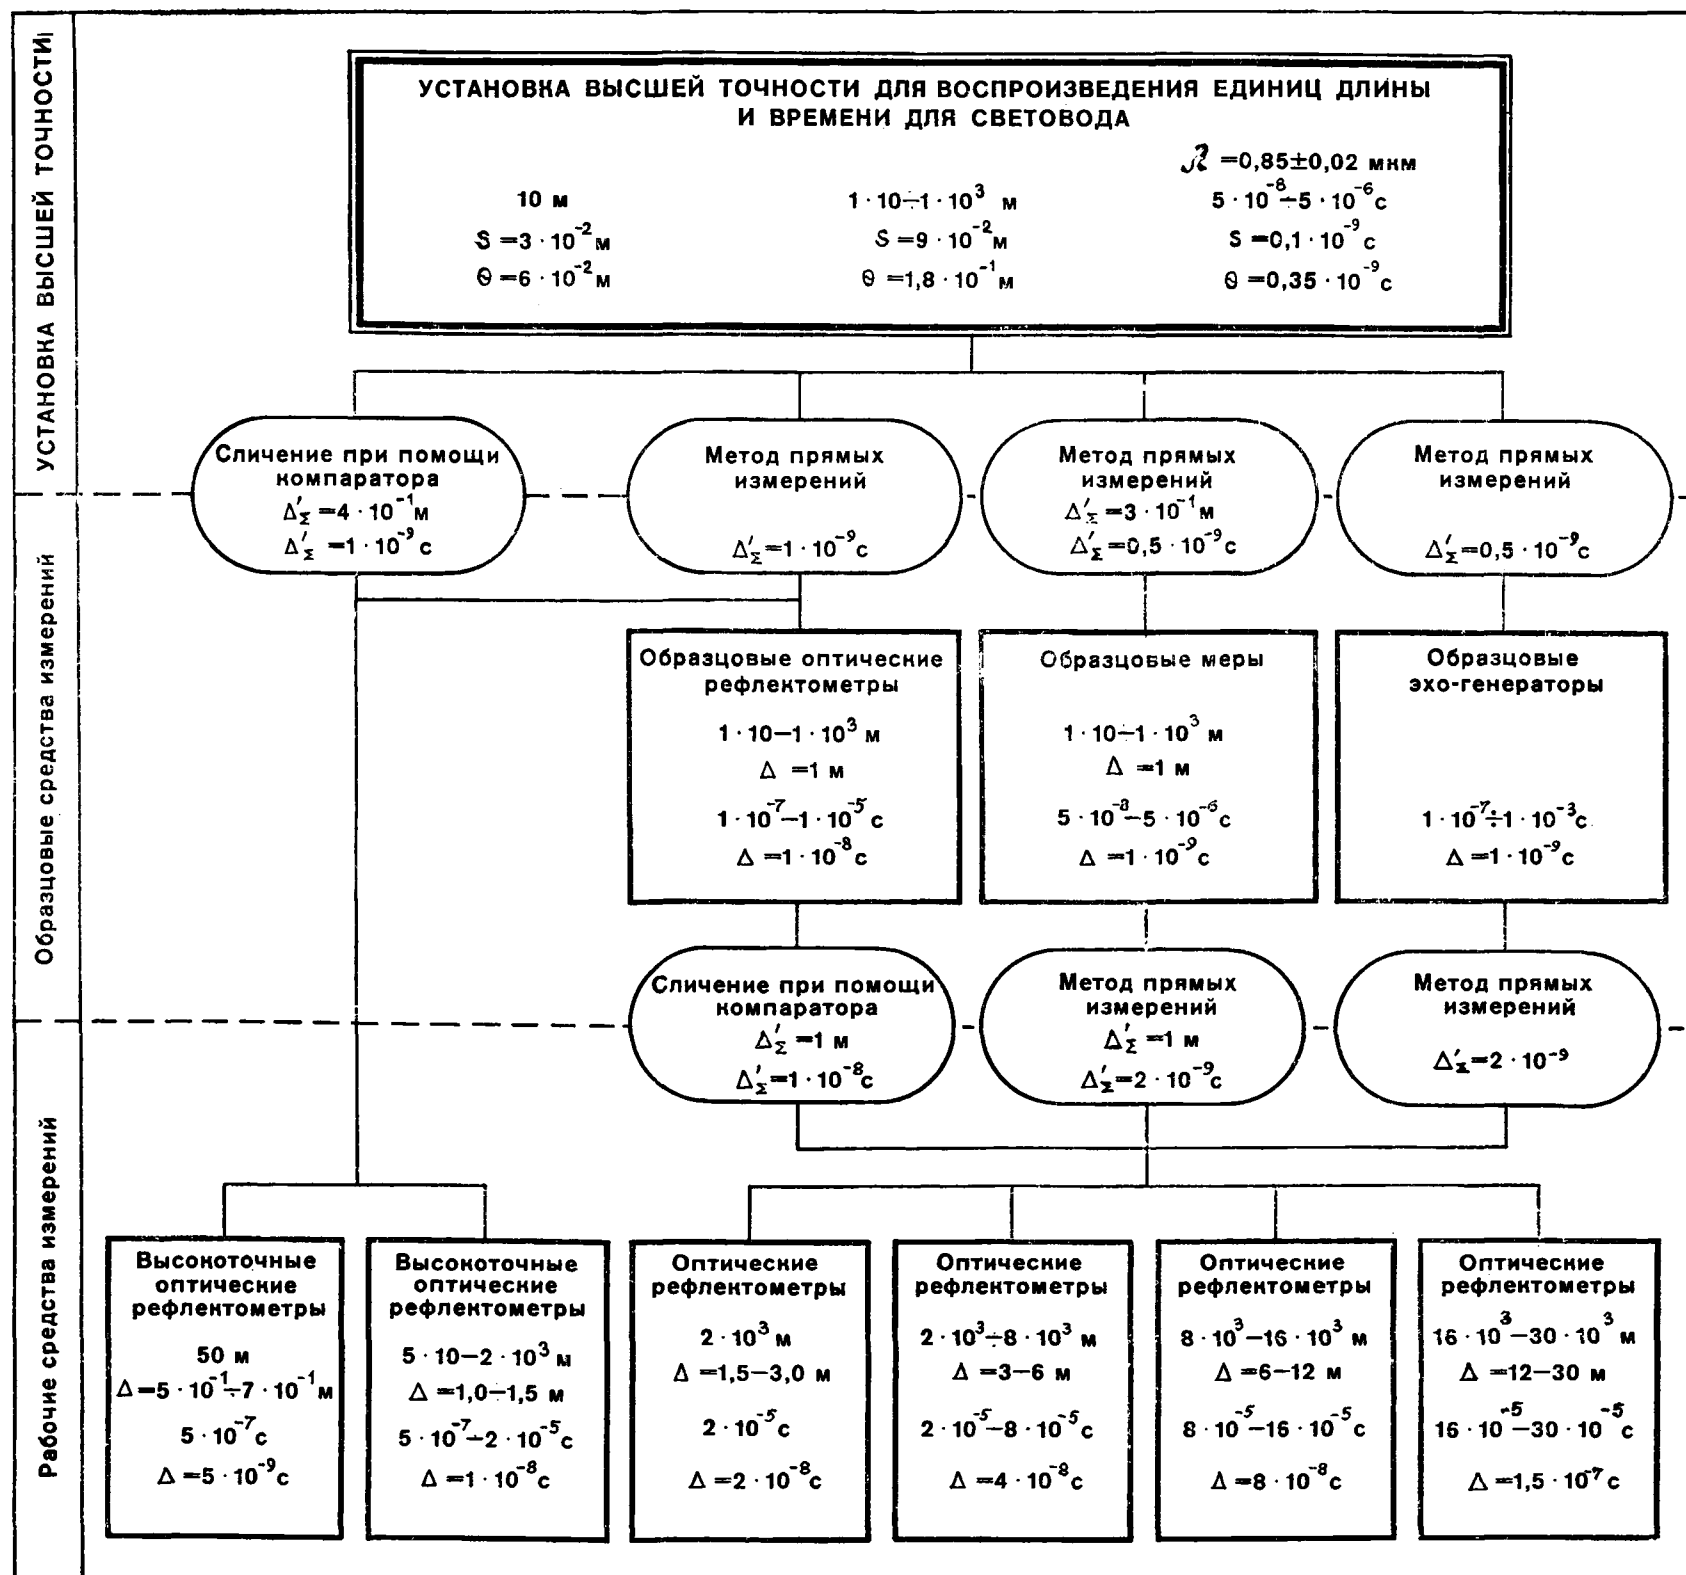 УСТАНОВКА ВЫСШЕЙ ТОЧНОСТИ
УСТАНОВКА ВЫСШЕЙ ТОЧНОСТИ ДЛЯ ВОСПРОИЗВЕДЕНИЯ ЕДИНИЦ ДЛИНЫ
И ВРЕМЕНИ ДЛЯ СВЕТОВОДА
λ =0,85±0,02 мкм
10 м
S =3 · 10⁻² м
Θ =6 · 10⁻² м
1 · 10÷1 · 10³ м
S =9 · 10⁻² м
Θ =1,8 · 10⁻¹ м
5 · 10⁻⁸÷5 · 10⁻⁶ с
S =0,1 · 10⁻⁹ с
Θ =0,35 · 10⁻⁹ с
Сличение при помощи
компаратора
Δ′Σ =4 · 10⁻¹ м
Δ′Σ =1 · 10⁻⁹ с
Метод прямых
измерений
Δ′Σ =1 · 10⁻⁹ с
Метод прямых
измерений
Δ′Σ =3 · 10⁻¹ м
Δ′Σ =0,5 · 10⁻⁹ с
Метод прямых
измерений
Δ′Σ =0,5 · 10⁻⁹ с
Образцовые средства измерений
Образцовые оптические
рефлектометры
1 · 10—1 · 10³ м
Δ =1 м
1 · 10⁻⁷—1 · 10⁻⁵ с
Δ =1 · 10⁻⁸ с
Образцовые меры
1 · 10÷1 · 10³ м
Δ =1 м
5 · 10⁻⁸—5 · 10⁻⁶ с
Δ =1 · 10⁻⁹ с
Образцовые
эхо-генераторы
1 · 10⁻⁷÷1 · 10⁻³ с
Δ =1 · 10⁻⁹ с
Сличение при помощи
компаратора
Δ′Σ =1 м
Δ′Σ =1 · 10⁻⁸ с
Метод прямых
измерений
Δ′Σ =1 м
Δ′Σ =2 · 10⁻⁹ с
Метод прямых
измерений
Δ′Σ =2 · 10⁻⁹
Рабочие средства измерений
Высокоточные
оптические
рефлектометры
50 м
Δ =5 · 10⁻¹÷7 · 10⁻¹ м
5 · 10⁻⁷ с
Δ =5 · 10⁻⁹ с
Высокоточные
оптические
рефлектометры
5 · 10—2 · 10³ м
Δ =1,0—1,5 м
5 · 10⁻⁷—2 · 10⁻⁵ с
Δ =1 · 10⁻⁸ с
Оптические
рефлектометры
2 · 10³ м
Δ =1,5—3,0 м
2 · 10⁻⁵ с
Δ =2 · 10⁻⁸ с
Оптические
рефлектометры
2 · 10³÷8 · 10³ м
Δ =3—6 м
2 · 10⁻⁵—8 · 10⁻⁵ с
Δ =4 · 10⁻⁸ с
Оптические
рефлектометры
8 · 10³—16 · 10³ м
Δ =6—12 м
8 · 10⁻⁵—16 · 10⁻⁵ с
Δ =8 · 10⁻⁸ с
Оптические
рефлектометры
16 · 10³—30 · 10³ м
Δ =12—30 м
16 · 10⁻⁵—30 · 10⁻⁵ с
Δ =1,5 · 10⁻⁷ с